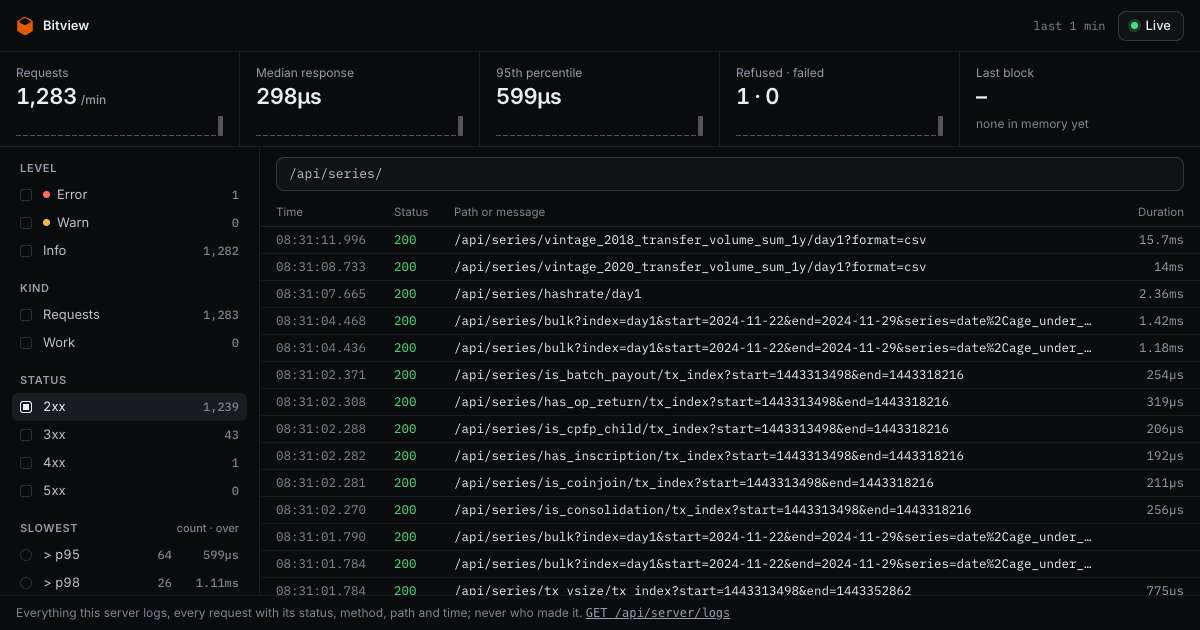 Bitview
last 1 min
Live
Requests
1,283 /min
Median response
298µs
95th percentile
599µs
Refused · failed
1 · 0
Last block
–
none in memory yet
LEVEL
Error 1
Warn 0
Info 1,282
KIND
Requests 1,283
Work 0
STATUS
2xx 1,239
3xx 43
4xx 1
5xx 0
SLOWEST count · over
> p95 64 599µs
> p98 26 1.11ms
/api/series/
Time Status Path or message Duration
08:31:11.996 200 /api/series/vintage_2018_transfer_volume_sum_1y/day1?format=csv 15.7ms
08:31:08.733 200 /api/series/vintage_2020_transfer_volume_sum_1y/day1?format=csv 14ms
08:31:07.665 200 /api/series/hashrate/day1 2.36ms
08:31:04.468 200 /api/series/bulk?index=day1&start=2024-11-22&end=2024-11-29&series=date%2Cage_under_… 1.42ms
08:31:04.436 200 /api/series/bulk?index=day1&start=2024-11-22&end=2024-11-29&series=date%2Cage_under_… 1.18ms
08:31:02.371 200 /api/series/is_batch_payout/tx_index?start=1443313498&end=1443318216 254µs
08:31:02.308 200 /api/series/has_op_return/tx_index?start=1443313498&end=1443318216 319µs
08:31:02.288 200 /api/series/is_cpfp_child/tx_index?start=1443313498&end=1443318216 206µs
08:31:02.282 200 /api/series/has_inscription/tx_index?start=1443313498&end=1443318216 192µs
08:31:02.281 200 /api/series/is_coinjoin/tx_index?start=1443313498&end=1443318216 211µs
08:31:02.270 200 /api/series/is_consolidation/tx_index?start=1443313498&end=1443318216 256µs
08:31:01.790 200 /api/series/bulk?index=day1&start=2024-11-22&end=2024-11-29&series=date%2Cage_under_…
08:31:01.784 200 /api/series/bulk?index=day1&start=2024-11-22&end=2024-11-29&series=date%2Cage_under_…
08:31:01.784 200 /api/series/tx_vsize/tx_index?start=1443313498&end=1443352862 775µs
Everything this server logs, every request with its status, method, path and time; never who made it. GET /api/server/logs